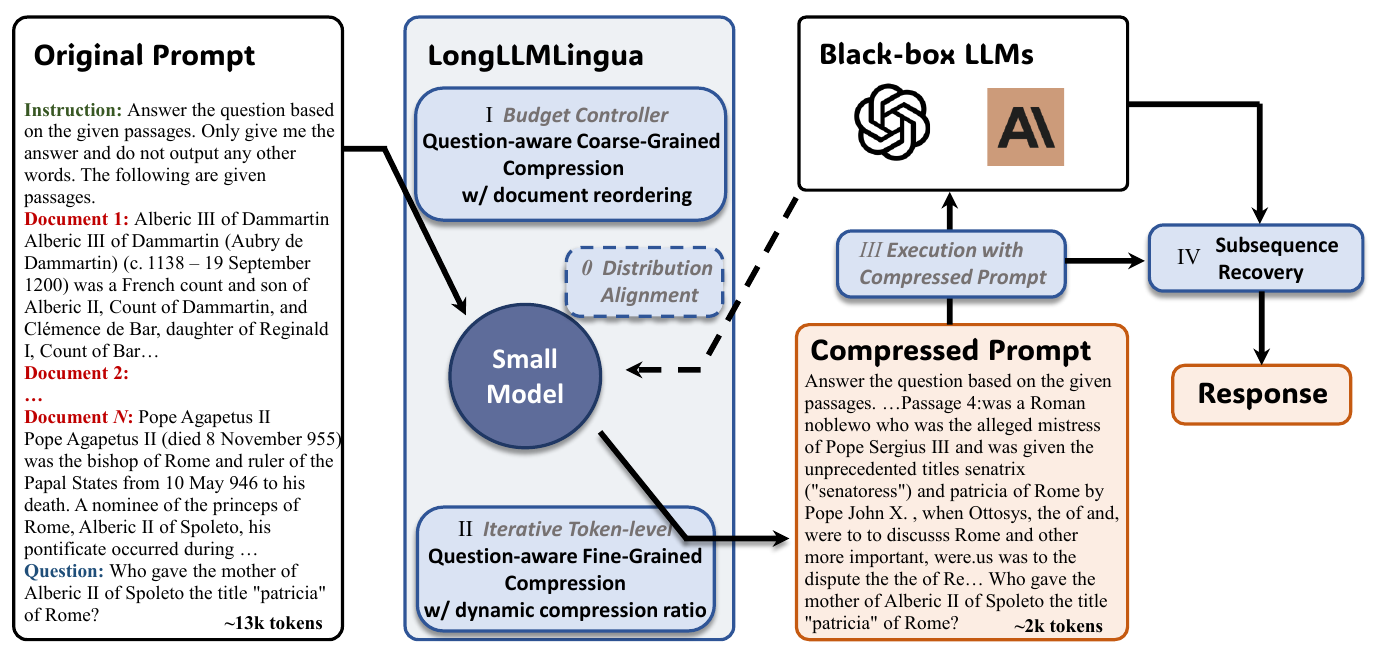 Original Prompt
Instruction: Answer the question based
on the given passages. Only give me the
answer and do not output any other
words. The following are given
passages.
Document 1: Alberic III of Dammartin
Alberic III of Dammartin (Aubry de
Dammartin) (c. 1138 – 19 September
1200) was a French count and son of
Alberic II, Count of Dammartin, and
Clémence de Bar, daughter of Reginald
I, Count of Bar…
Document 2:
…
Document N: Pope Agapetus II
Pope Agapetus II (died 8 November 955)
was the bishop of Rome and ruler of the
Papal States from 10 May 946 to his
death. A nominee of the princeps of
Rome, Alberic II of Spoleto, his
pontificate occurred during …
Question: Who gave the mother of
Alberic II of Spoleto the title "patricia"
of Rome?
~13k tokens
LongLLMLingua
I Budget Controller
Question-aware Coarse-Grained
Compression
w/ document reordering
0 Distribution
Alignment
Small
Model
II Iterative Token-level
Question-aware Fine-Grained
Compression
w/ dynamic compression ratio
Black-box LLMs
A\
III Execution with
Compressed Prompt
Compressed Prompt
Answer the question based on the given
passages. …Passage 4:was a Roman
noblewo who was the alleged mistress
of Pope Sergius III and was given the
unprecedented titles senatrix
("senatoress") and patricia of Rome by
Pope John X. , when Ottosys, the of and,
were to to discusss Rome and other
more important, were.us was to the
dispute the the of Re… Who gave the
mother of Alberic II of Spoleto the title
"patricia" of Rome?
~2k tokens
IV Subsequence
Recovery
Response